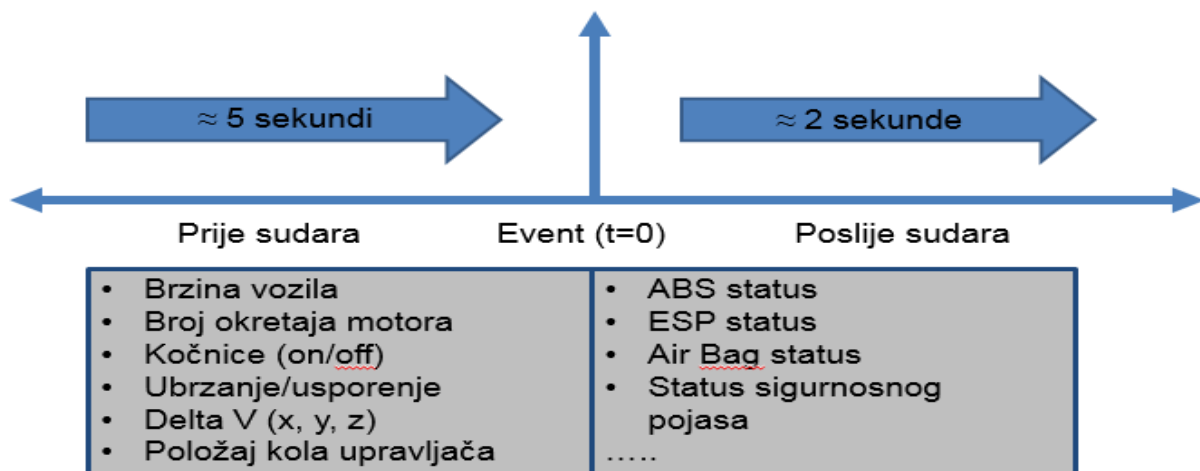 ≈ 5 sekundi
≈ 2 sekunde
Prije sudara
Event (t=0)
Poslije sudara
• Brzina vozila
• Broj okretaja motora
• Kočnice (on/off)
• Ubrzanje/usporenje
• Delta V (x, y, z)
• Položaj kola upravljača
• ABS status
• ESP status
• Air Bag status
• Status sigurnosnog
pojasa
.....